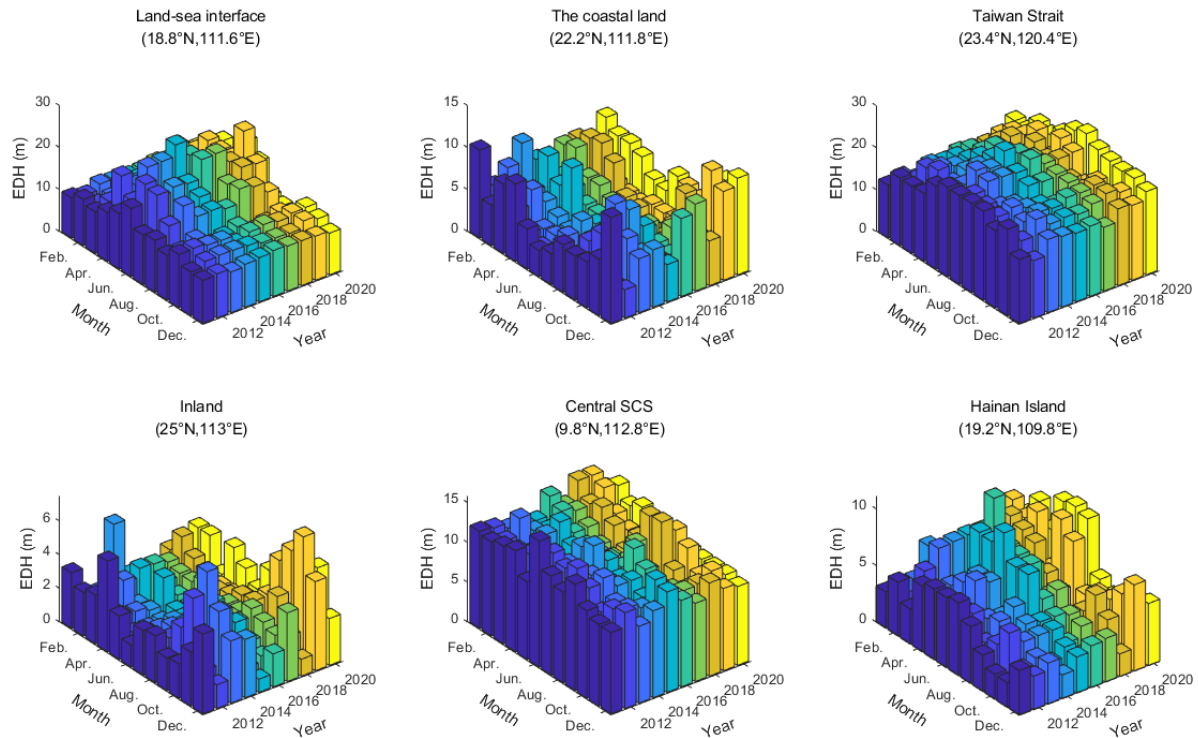 Land-sea interface
(18.8°N,111.6°E)
30
20
10
0
EDH (m)
Feb.
Apr.
Jun.
Aug.
Oct.
Dec.
Month
2012
2014
2016
2018
2020
Year
The coastal land
(22.2°N,111.8°E)
15
10
5
0
EDH (m)
Feb.
Apr.
Jun.
Aug.
Oct.
Dec.
Month
2012
2014
2016
2018
2020
Year
Taiwan Strait
(23.4°N,120.4°E)
30
20
10
0
EDH (m)
Feb.
Apr.
Jun.
Aug.
Oct.
Dec.
Month
2012
2014
2016
2018
2020
Year
Inland
(25°N,113°E)
6
4
2
0
EDH (m)
Feb.
Apr.
Jun.
Aug.
Oct.
Dec.
Month
2012
2014
2016
2018
2020
Year
Central SCS
(9.8°N,112.8°E)
15
10
5
0
EDH (m)
Feb.
Apr.
Jun.
Aug.
Oct.
Dec.
Month
2012
2014
2016
2018
2020
Year
Hainan Island
(19.2°N,109.8°E)
10
5
0
EDH (m)
Feb.
Apr.
Jun.
Aug.
Oct.
Dec.
Month
2012
2014
2016
2018
2020
Year